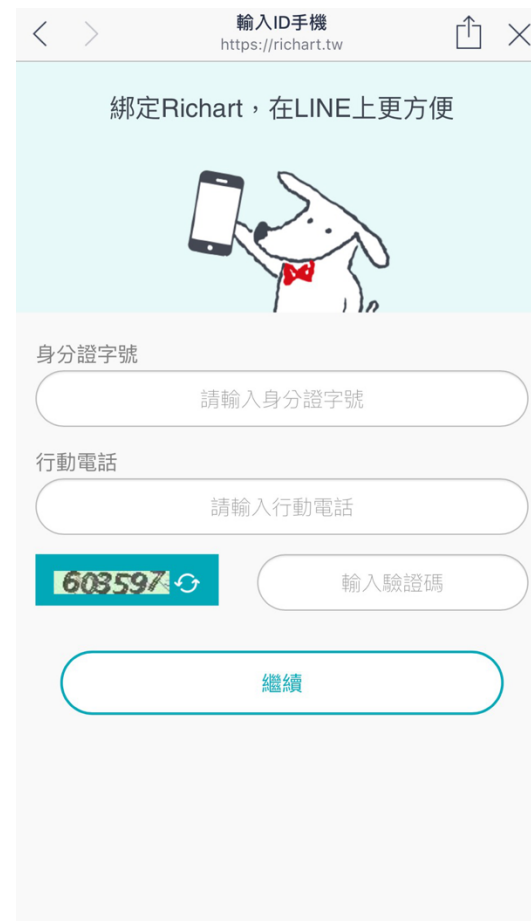 輸入ID手機
https://richart.tw
綁定Richart，在LINE上更方便
身分證字號
請輸入身分證字號
行動電話
請輸入行動電話
603597 輸入驗證碼
繼續